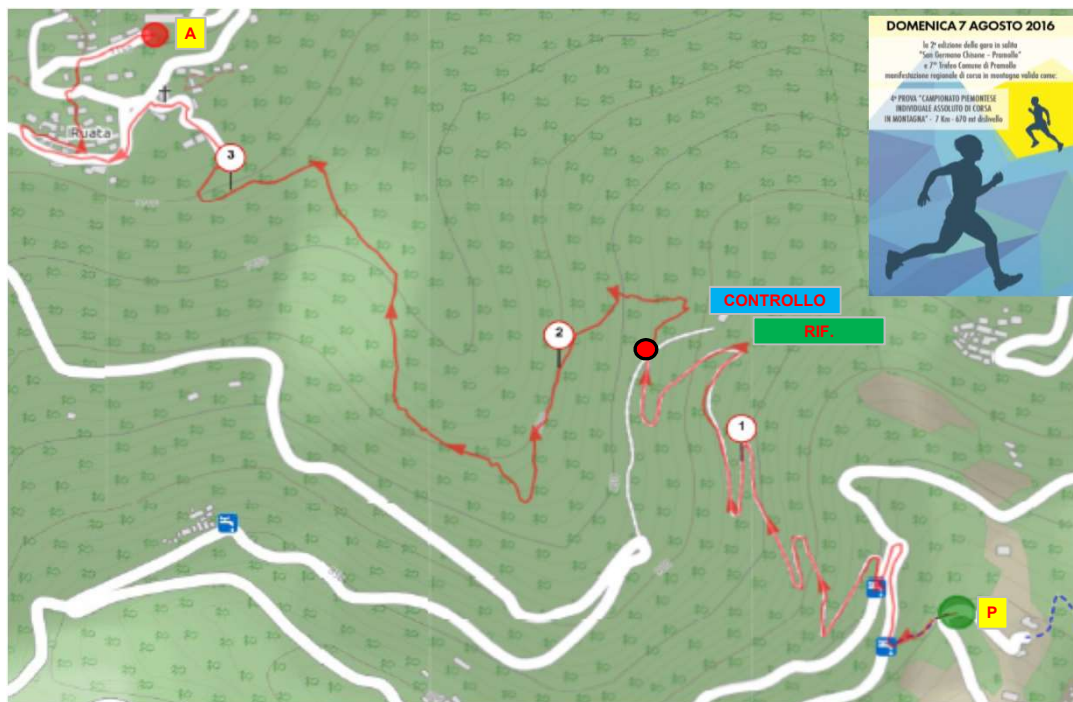 A
DOMENICA 7 AGOSTO 2016
la 2ª edizione della gara in salita
"San Germano Chisone - Pramollo"
e 7º Trofeo Comune di Pramollo
manifestazione regionale di corsa in montagna valida come:
4ª PROVA "CAMPIONATO PIEMONTESE
INDIVIDUALE ASSOLUTO DI CORSA
IN MONTAGNA" - 7 Km - 670 mt dislivello
Ruata
3
CONTROLLO
RIF.
2
1
P